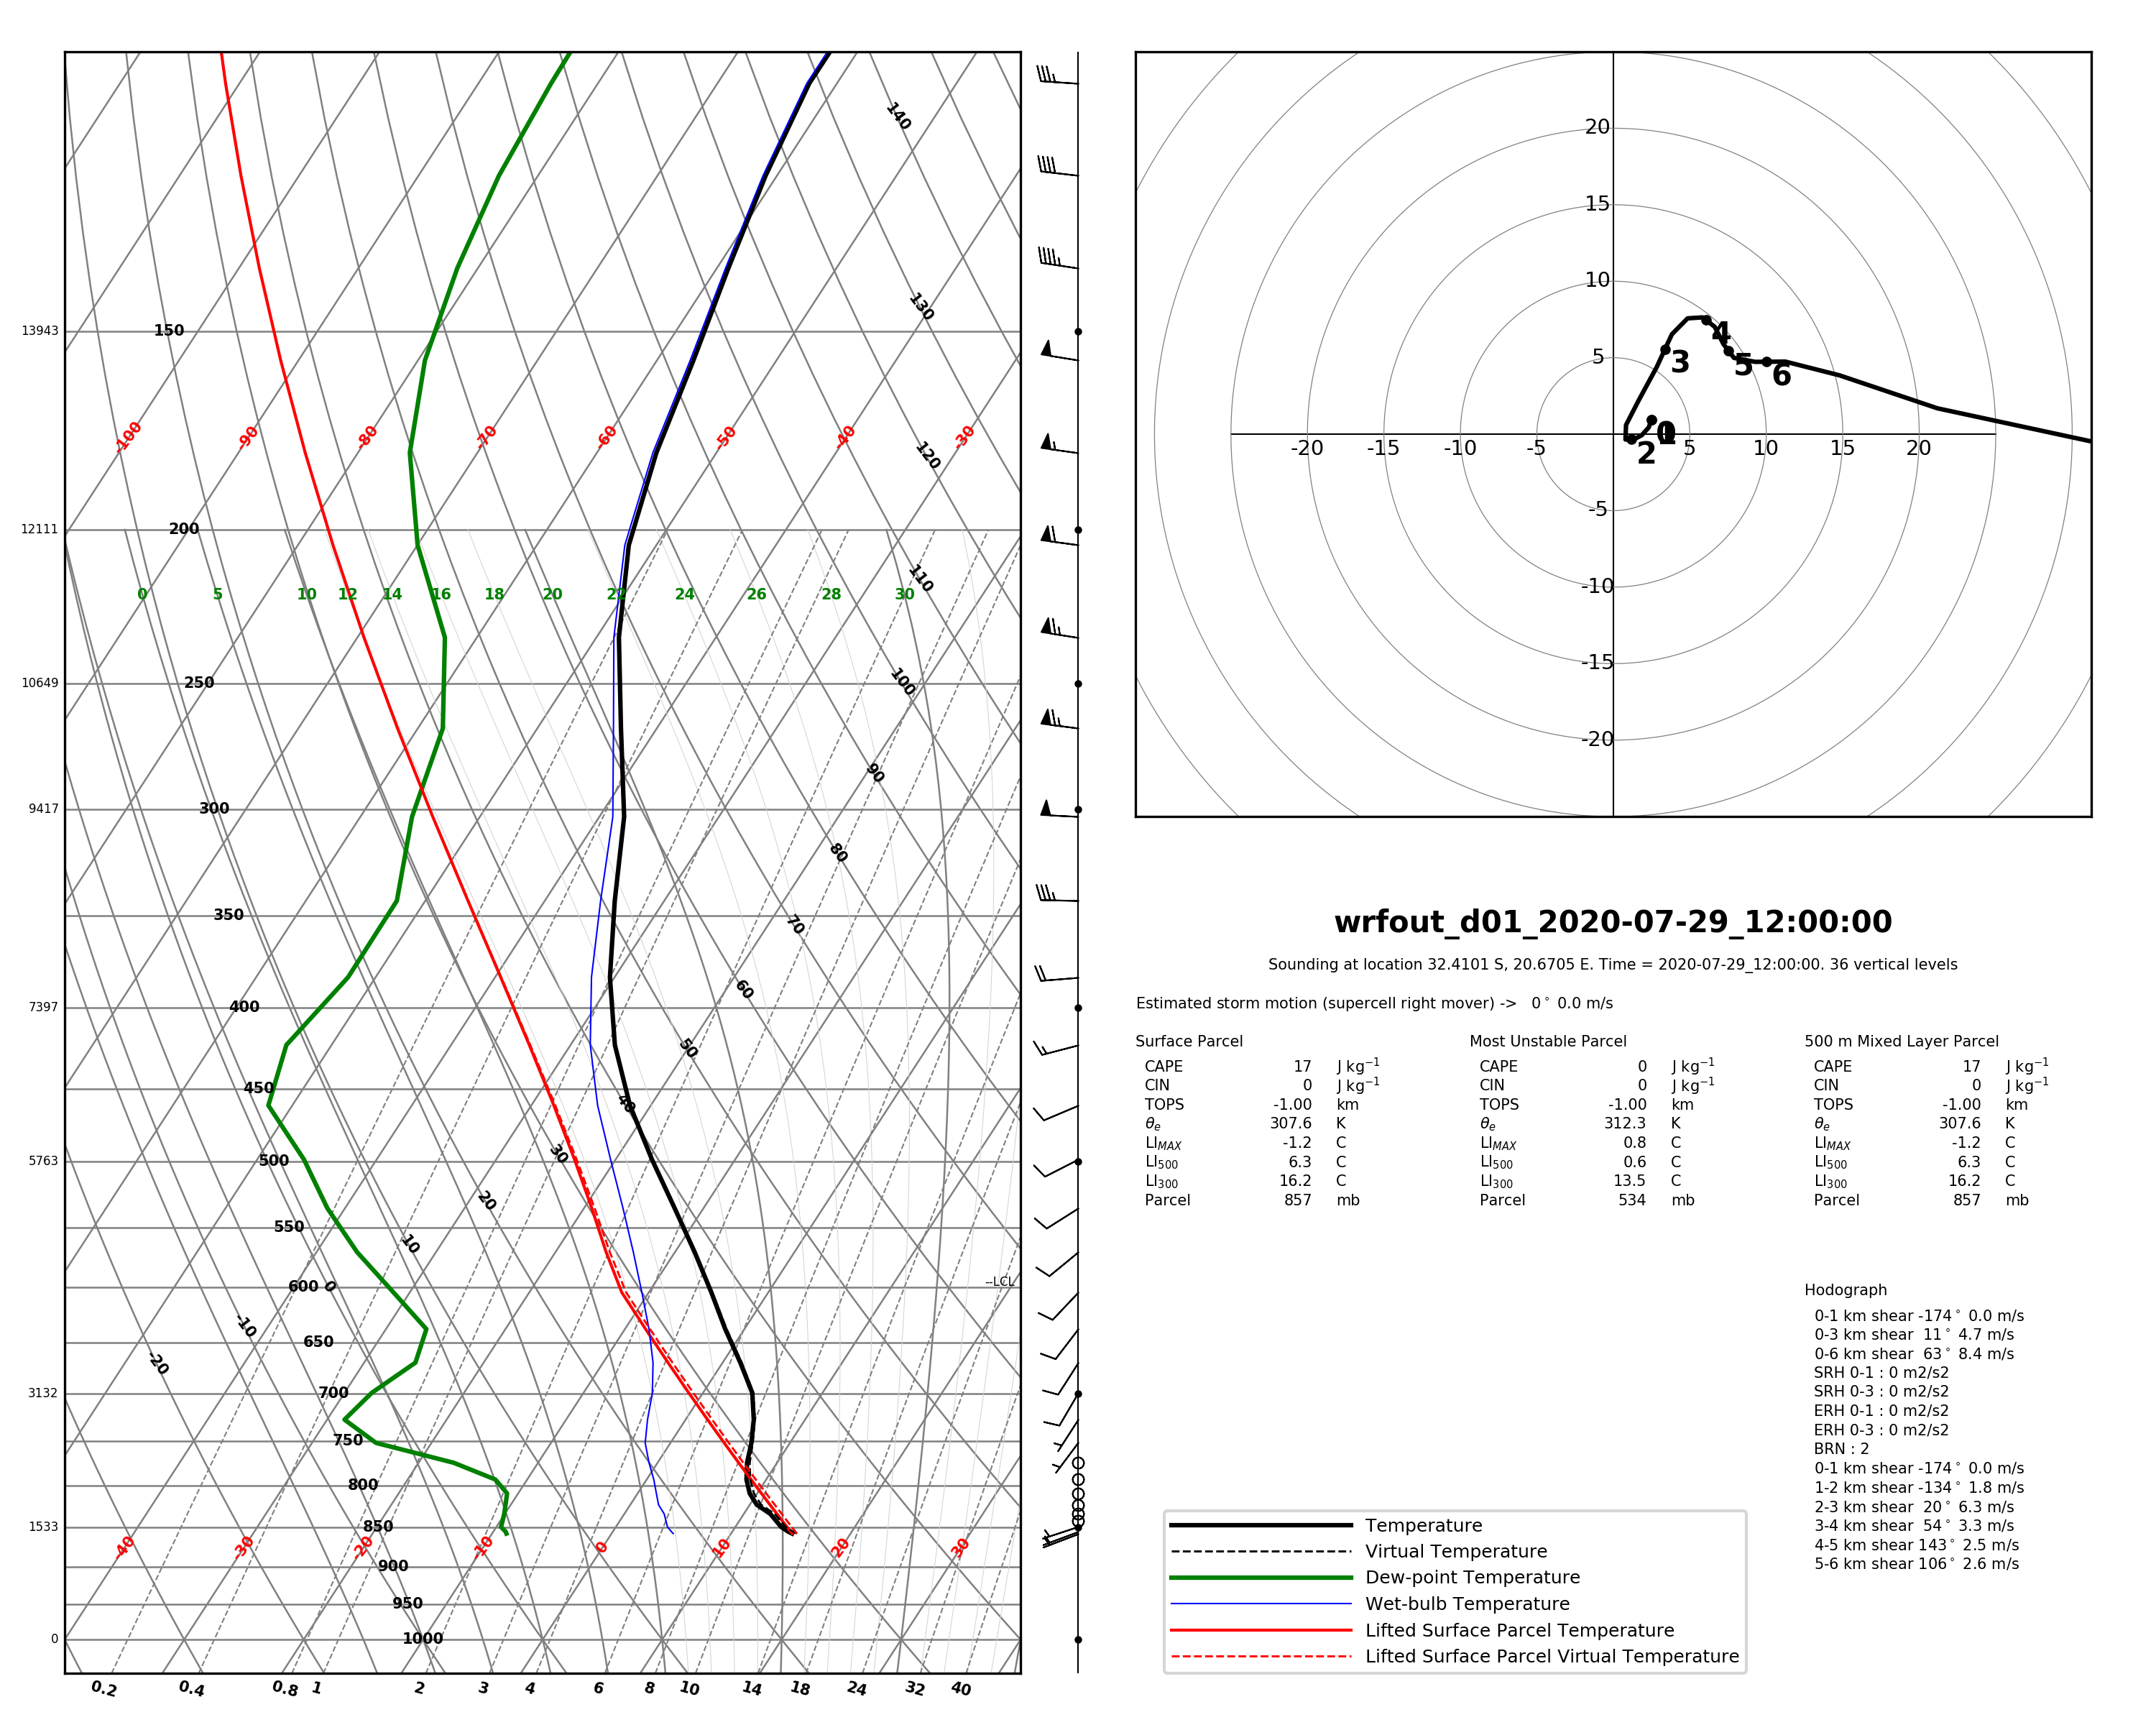 140
130
120
110
100
90
80
70
60
50
40
30
20
10
0
-10
-20
13943 150
-100 -90 -80 -70 -60 -50 -40 -30
12111 200
0 5 10 12 14 16 18 20 22 24 26 28 30
10649 250
9417 300
350
7397 400
450
5763 500
550
600
--LCL
650
3132 700
750
800
1533 850
-40 -30 -20 -10 0 10 20 30
900
950
0 1000
0.2 0.4 0.8 1 2 3 4 6 8 10 14 18 24 32 40
20
15
10
5
-20 -15 -10 -5 5 10 15 20
-5
-10
-15
-20
0 1 2 3 4 5 6
wrfout_d01_2020-07-29_12:00:00
Sounding at location 32.4101 S, 20.6705 E. Time = 2020-07-29_12:00:00. 36 vertical levels
Estimated storm motion (supercell right mover) -> 0° 0.0 m/s
Surface Parcel
CAPE 17 J kg⁻¹
CIN 0 J kg⁻¹
TOPS -1.00 km
θe 307.6 K
LIMAX -1.2 C
LI500 6.3 C
LI300 16.2 C
Parcel 857 mb
Most Unstable Parcel
CAPE 0 J kg⁻¹
CIN 0 J kg⁻¹
TOPS -1.00 km
θe 312.3 K
LIMAX 0.8 C
LI500 0.6 C
LI300 13.5 C
Parcel 534 mb
500 m Mixed Layer Parcel
CAPE 17 J kg⁻¹
CIN 0 J kg⁻¹
TOPS -1.00 km
θe 307.6 K
LIMAX -1.2 C
LI500 6.3 C
LI300 16.2 C
Parcel 857 mb
Hodograph
0-1 km shear -174° 0.0 m/s
0-3 km shear 11° 4.7 m/s
0-6 km shear 63° 8.4 m/s
SRH 0-1 : 0 m2/s2
SRH 0-3 : 0 m2/s2
ERH 0-1 : 0 m2/s2
ERH 0-3 : 0 m2/s2
BRN : 2
0-1 km shear -174° 0.0 m/s
1-2 km shear -134° 1.8 m/s
2-3 km shear 20° 6.3 m/s
3-4 km shear 54° 3.3 m/s
4-5 km shear 143° 2.5 m/s
5-6 km shear 106° 2.6 m/s
Temperature
Virtual Temperature
Dew-point Temperature
Wet-bulb Temperature
Lifted Surface Parcel Temperature
Lifted Surface Parcel Virtual Temperature